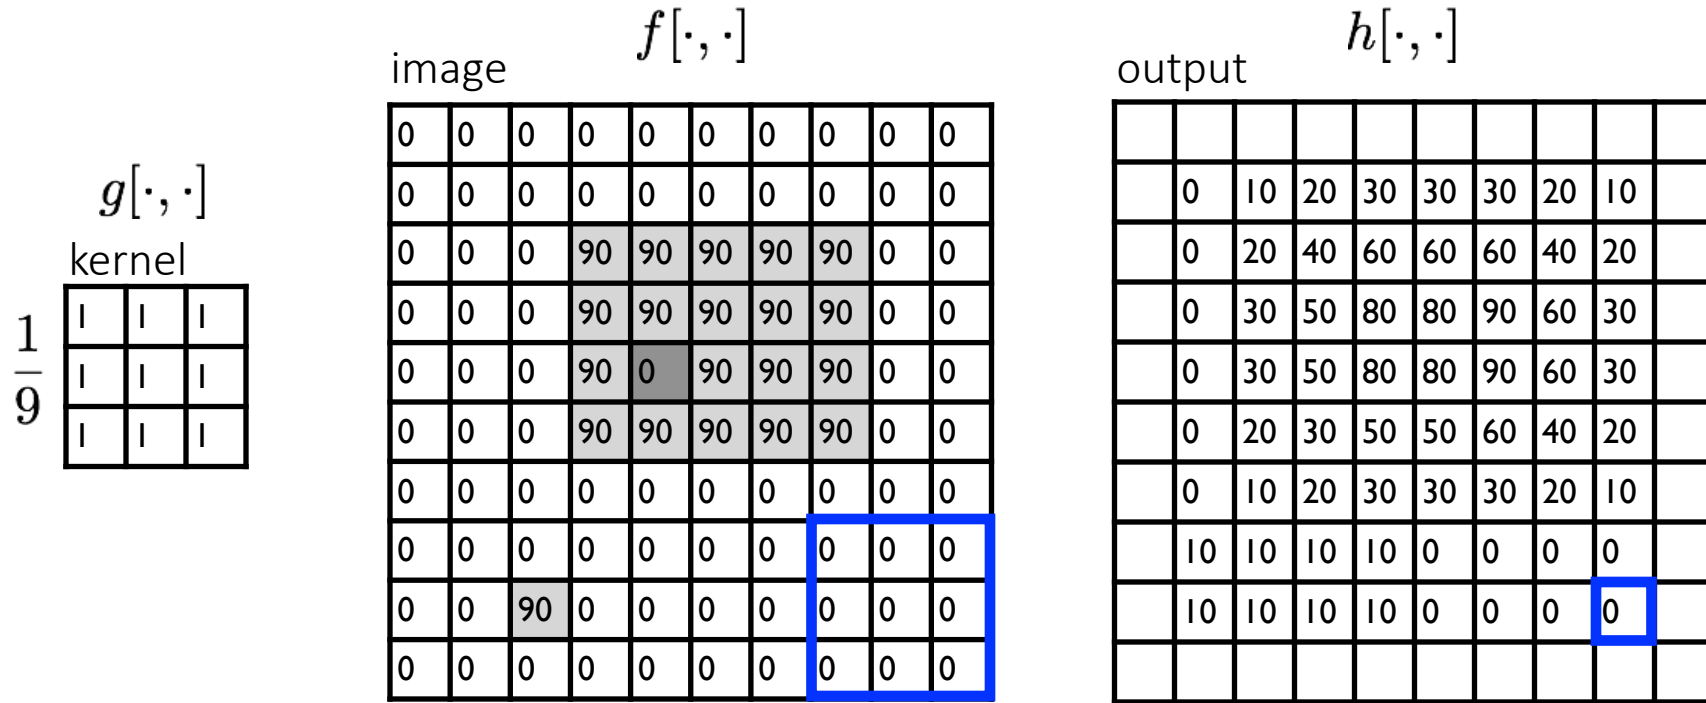 f[·, ·]
h[·, ·]
image
output
g[·, ·]
kernel
1/9
1 1 1
1 1 1
1 1 1
0 0 0 0 0 0 0 0 0 0
0 0 0 0 0 0 0 0 0 0
0 0 0 90 90 90 90 90 0 0
0 0 0 90 90 90 90 90 0 0
0 0 0 90 0 90 90 90 0 0
0 0 0 90 90 90 90 90 0 0
0 0 0 0 0 0 0 0 0 0
0 0 0 0 0 0 0 0 0 0
0 0 90 0 0 0 0 0 0 0
0 0 0 0 0 0 0 0 0 0
0 10 20 30 30 30 20 10
0 20 40 60 60 60 40 20
0 30 50 80 80 90 60 30
0 30 50 80 80 90 60 30
0 20 30 50 50 60 40 20
0 10 20 30 30 30 20 10
10 10 10 10 0 0 0 0
10 10 10 10 0 0 0 0